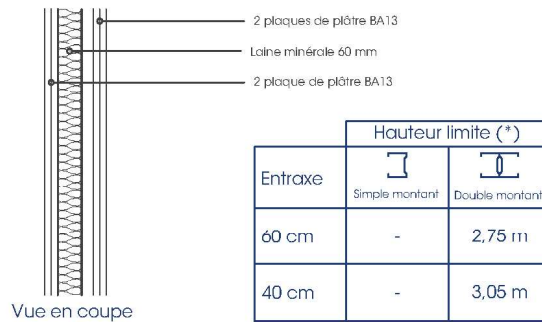 2 plaques de plâtre BA13
Laine minérale 60 mm
2 plaque de plâtre BA13
Vue en coupe
Hauteur limite (*)
Entraxe
Simple montant
Double montant
60 cm - 2,75 m
40 cm - 3,05 m